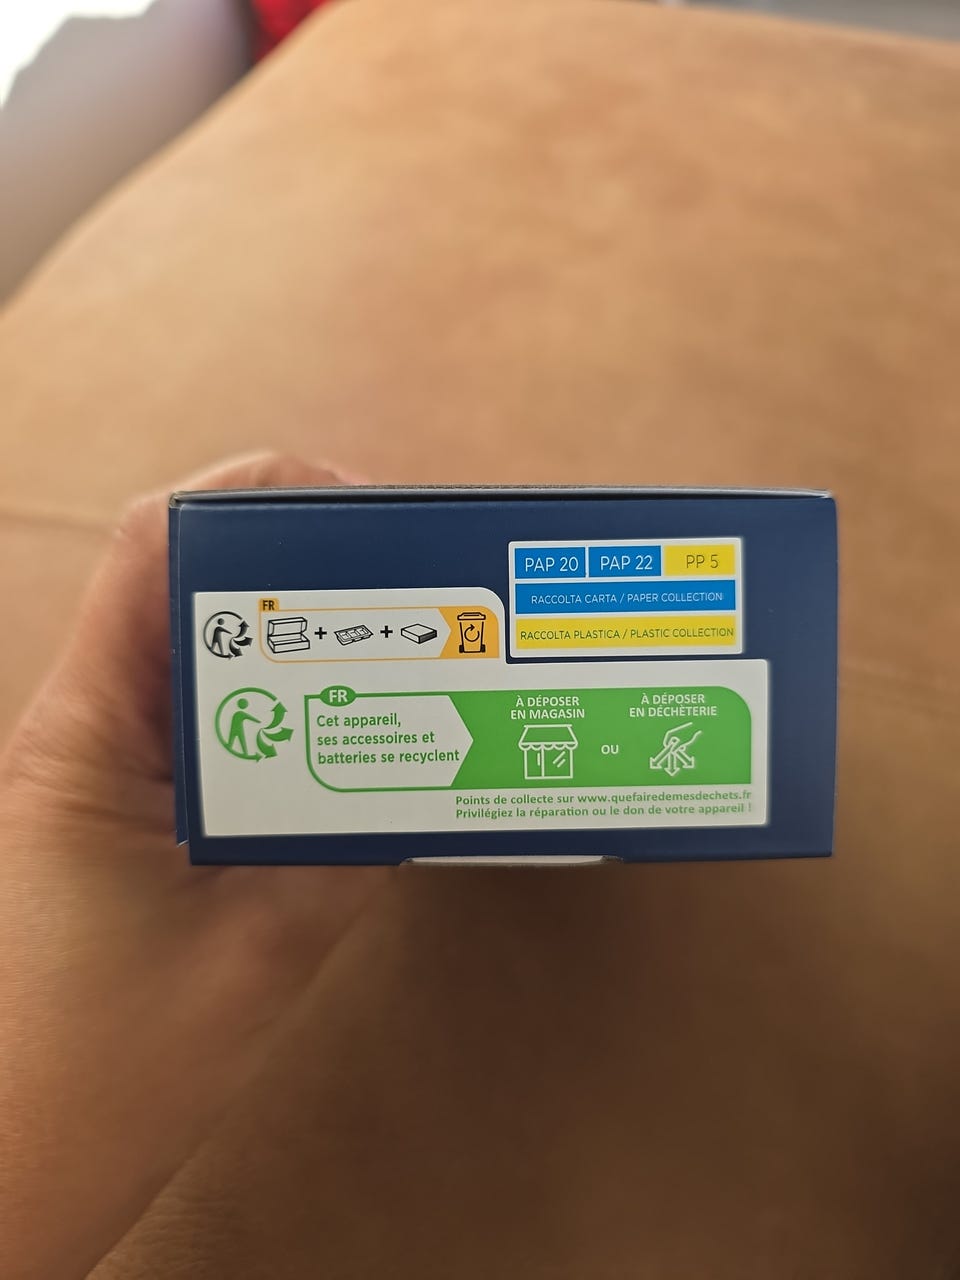 PAP 20 PAP 22 PP 5
RACCOLTA CARTA / PAPER COLLECTION
RACCOLTA PLASTICA / PLASTIC COLLECTION
FR
+ +
FR
Cet appareil,
ses accessoires et
batteries se recyclent
À DÉPOSER
EN MAGASIN
OU
À DÉPOSER
EN DÉCHÈTERIE
Points de collecte sur www.quefairedemesdechets.fr
Privilégiez la réparation ou le don de votre appareil !